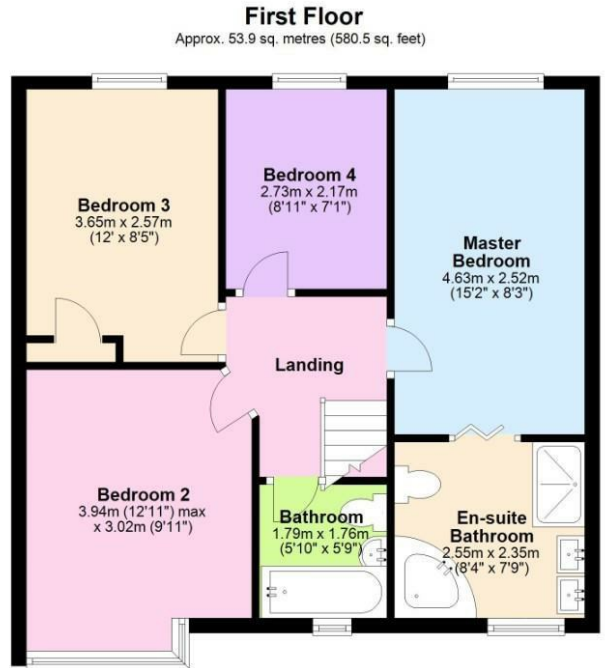 First Floor
Approx. 53.9 sq. metres (580.5 sq. feet)
Bedroom 3
3.65m x 2.57m
(12' x 8'5")
Bedroom 4
2.73m x 2.17m
(8'11" x 7'1")
Master
Bedroom
4.63m x 2.52m
(15'2" x 8'3")
Landing
Bedroom 2
3.94m (12'11") max
x 3.02m (9'11")
Bathroom
1.79m x 1.76m
(5'10" x 5'9")
En-suite
Bathroom
2.55m x 2.35m
(8'4" x 7'9")